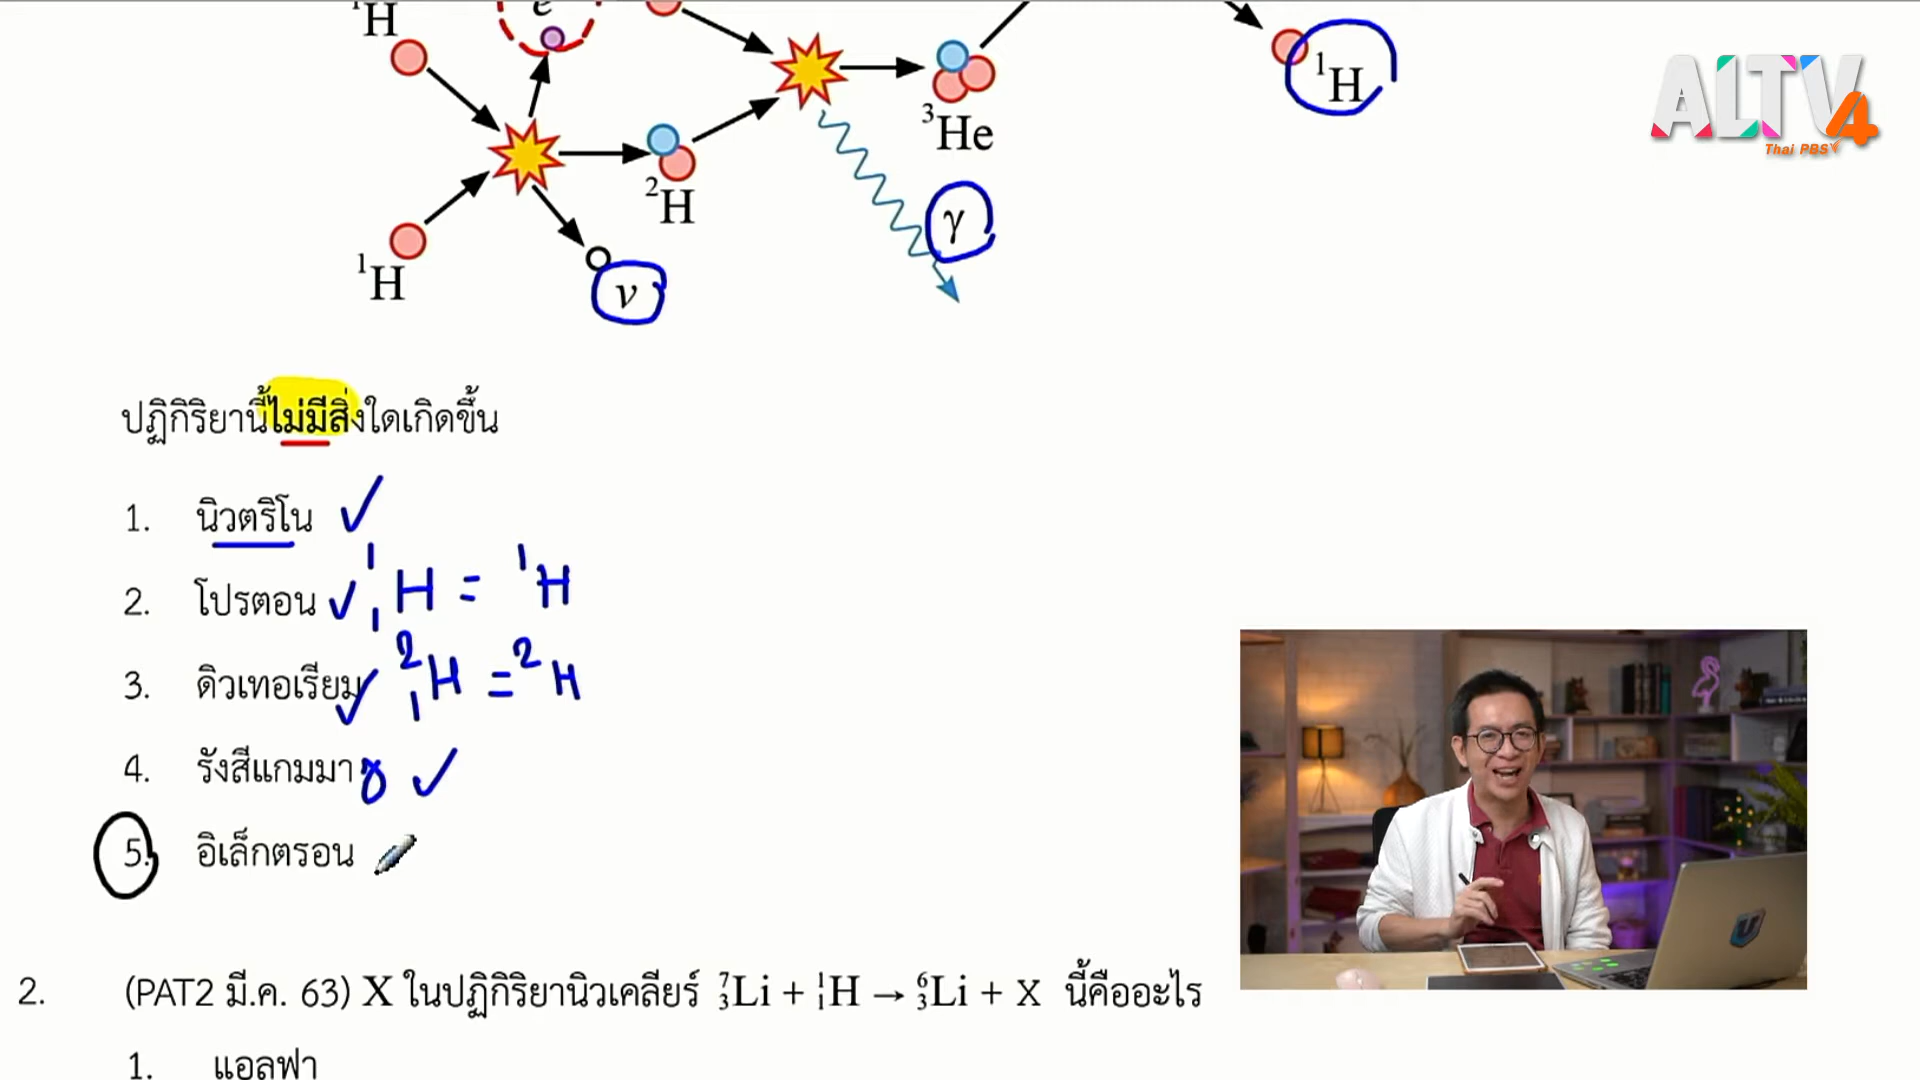 ¹H
e
¹H
³He
²H
γ
¹H
ν
ALTV4
Thai PBS
ปฏิกิริยานี้ไม่มีสิ่งใดเกิดขึ้น
1. นิวตริโน ✓
2. โปรตอน ✓ ¹₁H = ¹H
3. ดิวเทอเรียม ✓ ²₁H = ²H
4. รังสีแกมมา γ ✓
5. อิเล็กตรอน
2. (PAT2 มี.ค. 63) X ในปฏิกิริยานิวเคลียร์ ⁷₃Li + ¹₁H → ⁶₃Li + X นี้คืออะไร
1. แอลฟา